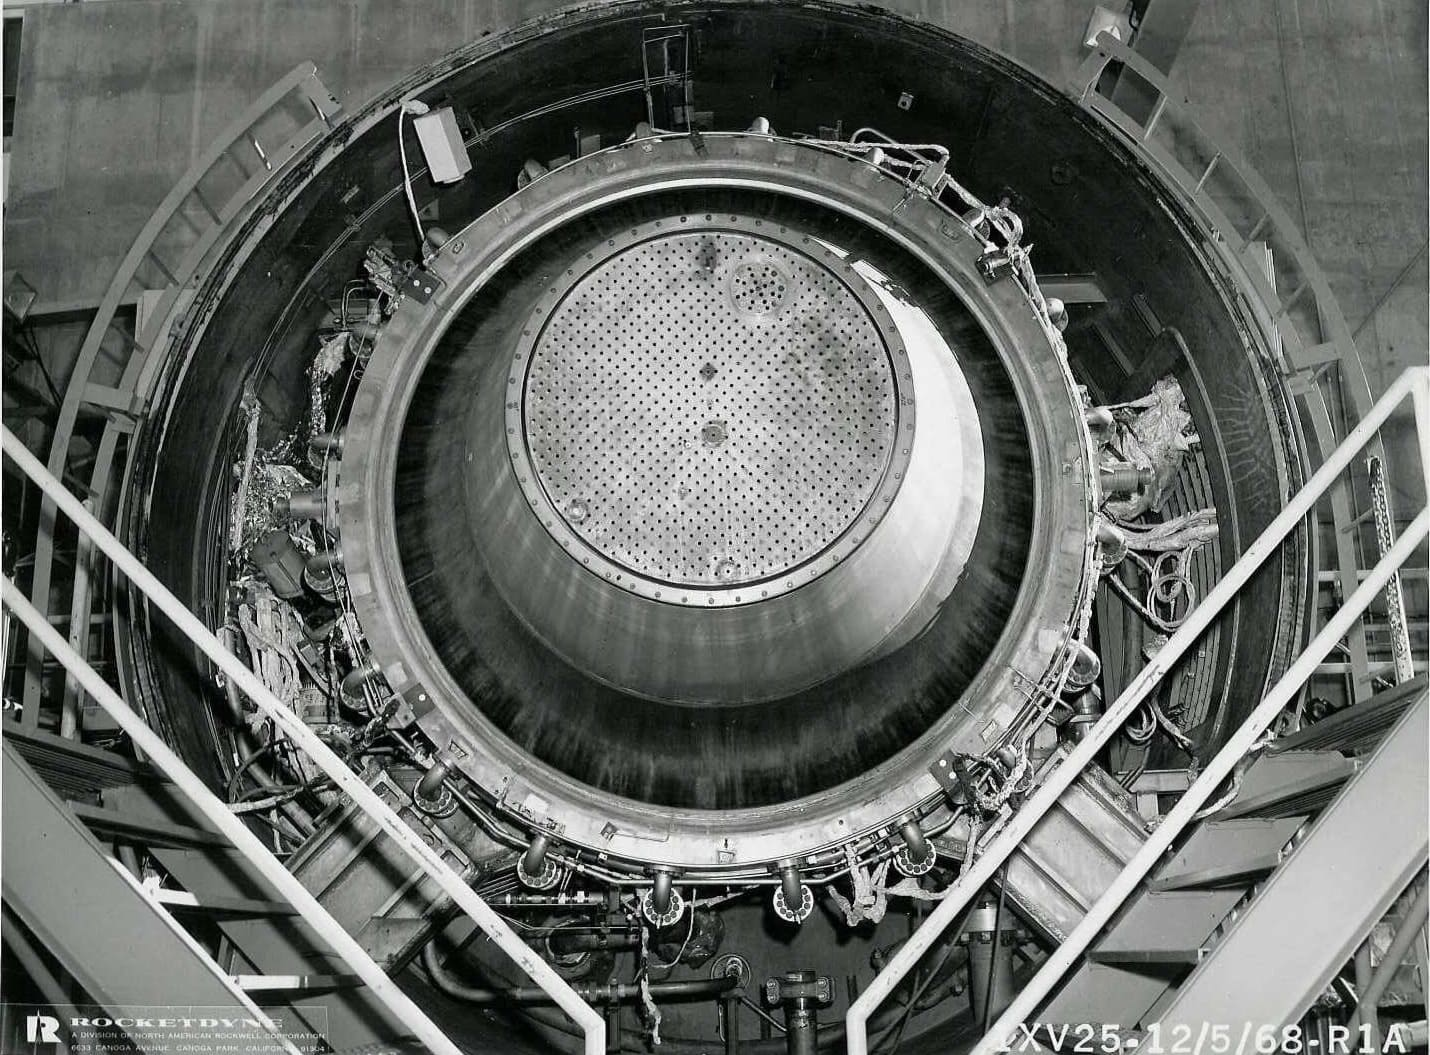 R ROCKETDYNE
A DIVISION OF NORTH AMERICAN ROCKWELL CORPORATION
6633 CANOGA AVENUE, CANOGA PARK, CALIFORNIA 91304
1XV25-12/5/68-R1A